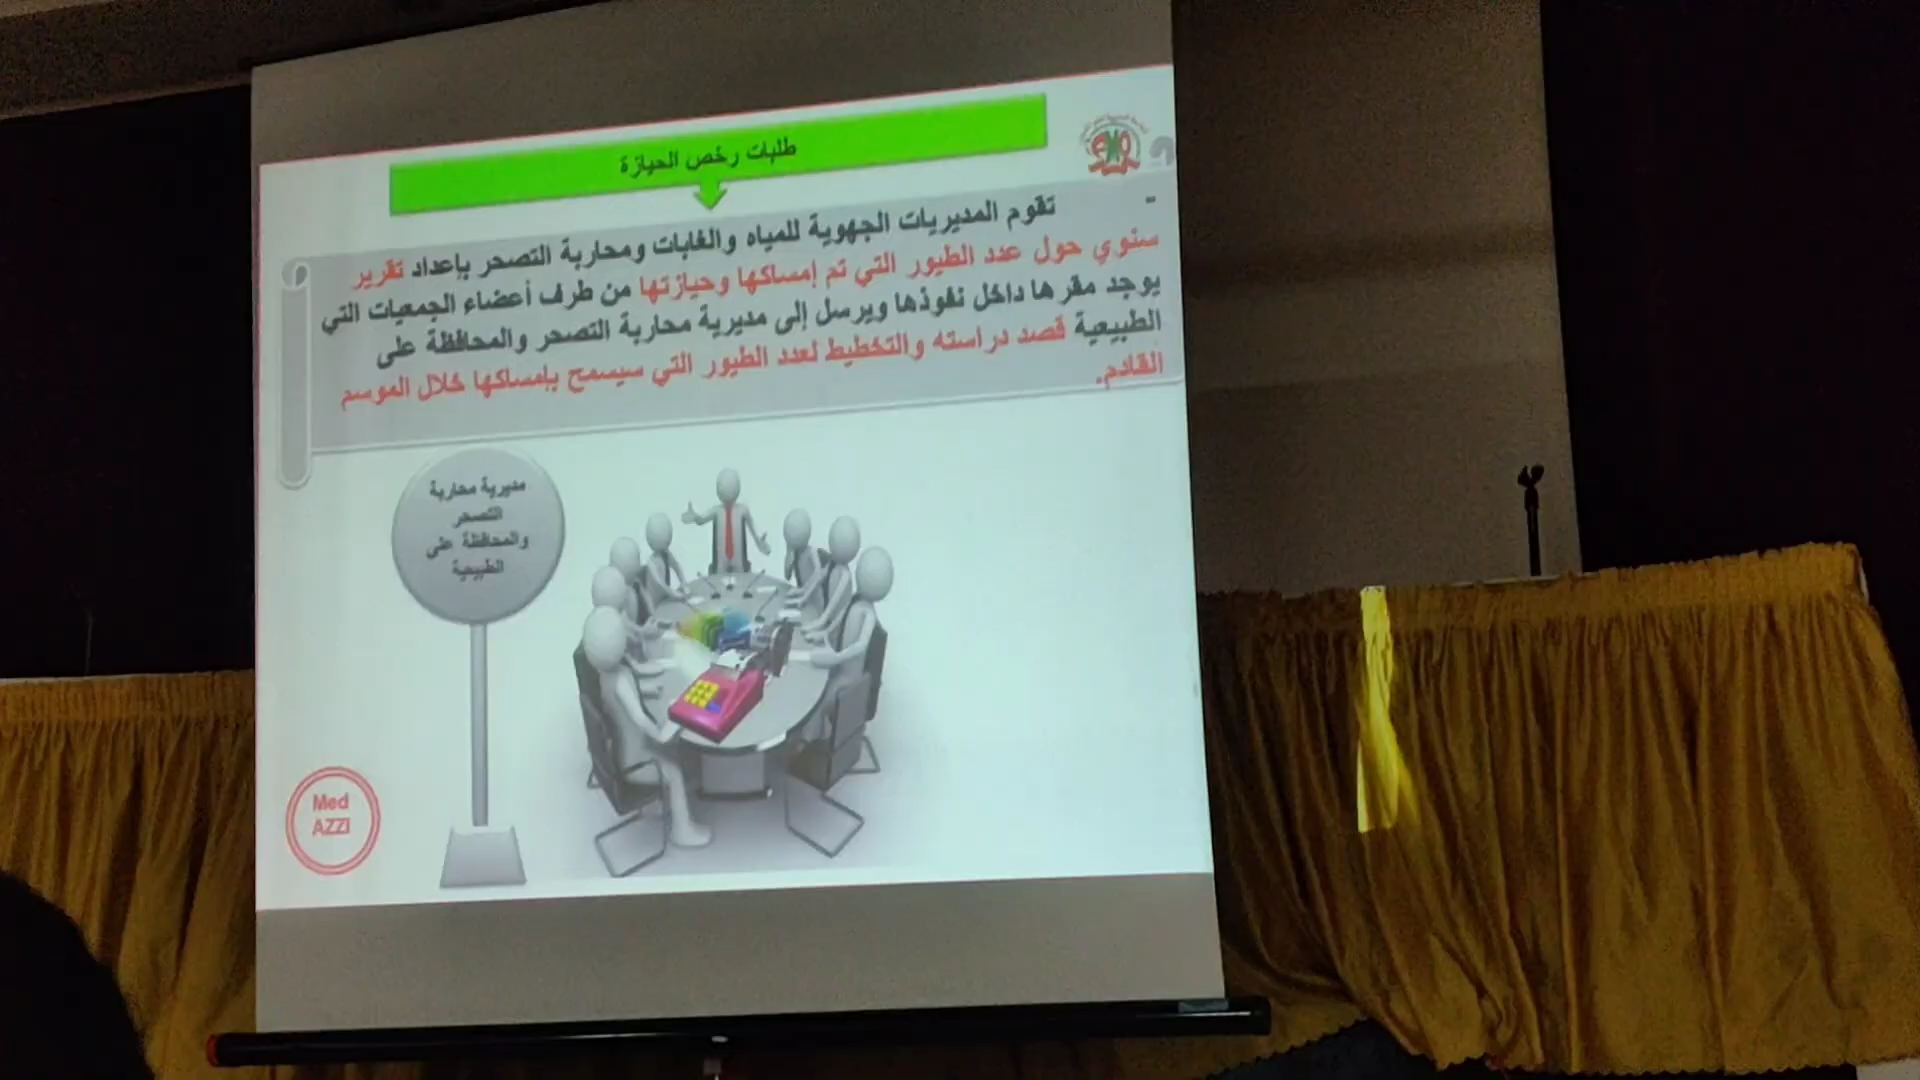 طلبات رخص الحيازة
- تقوم المديريات الجهوية للمياه والغابات ومحاربة التصحر بإعداد تقرير
سنوي حول عدد الطيور التي تم إمساكها وحيازتها من طرف أعضاء الجمعيات التي
يوجد مقرها داخل نفوذها ويرسل إلى مديرية محاربة التصحر والمحافظة على
الطبيعية قصد دراسته والتخطيط لعدد الطيور التي سيسمح بإمساكها خلال الموسم
القادم.
مديرية محاربة
التصحر
والمحافظة على
الطبيعية
Med
AZZI